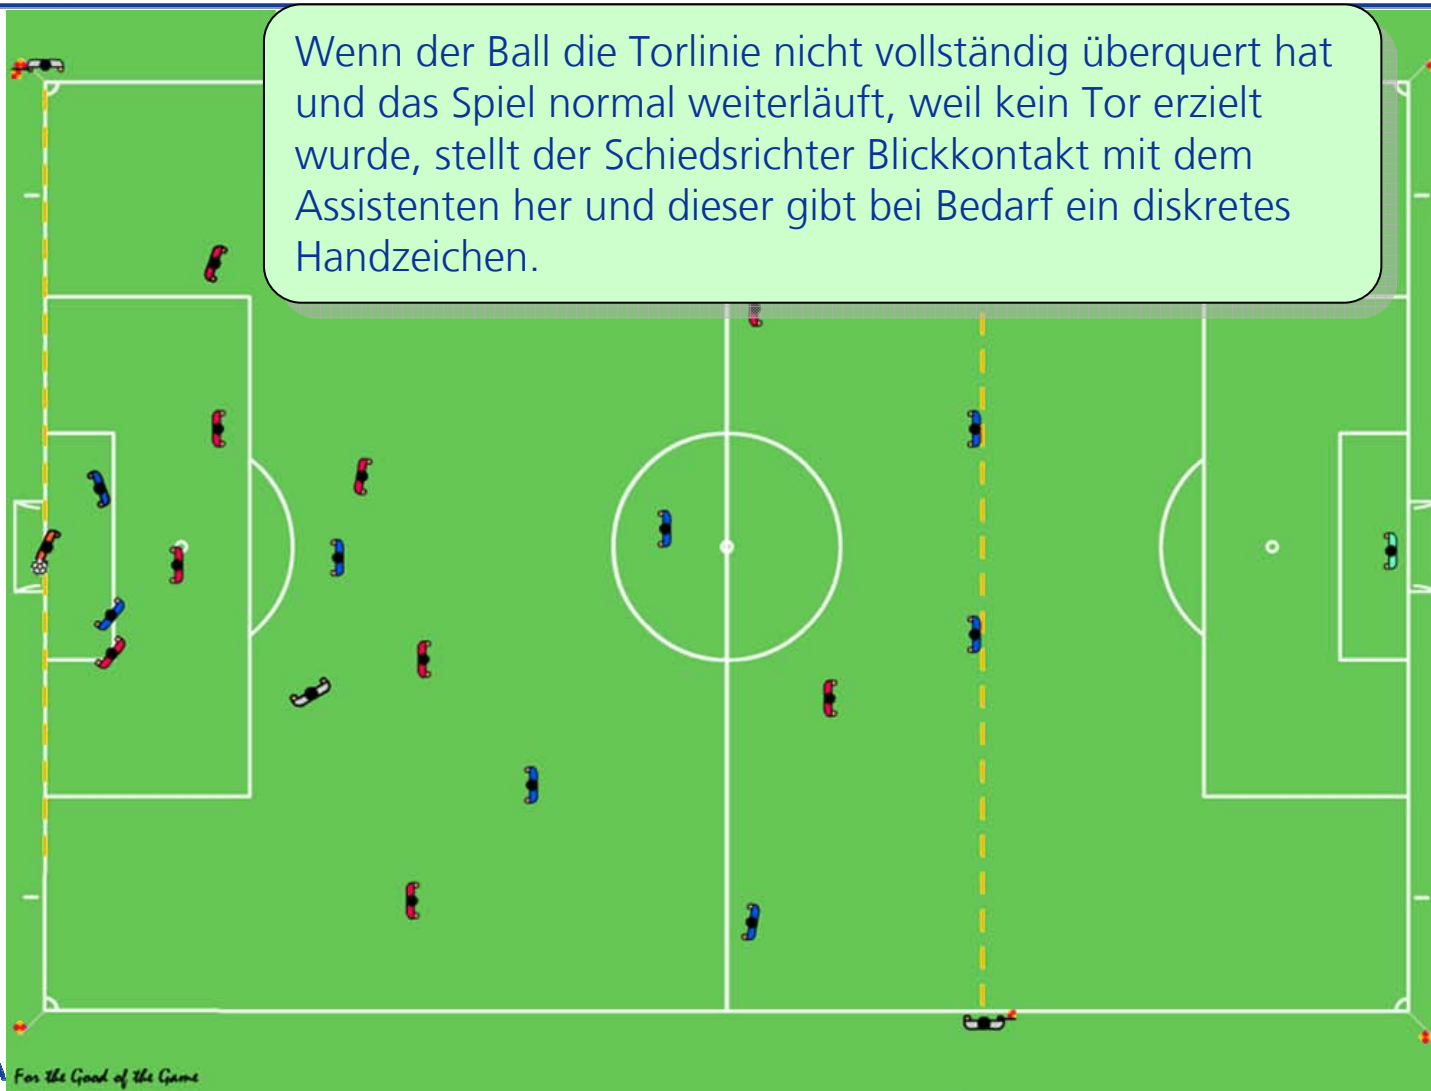 Wenn der Ball die Torlinie nicht vollständig überquert hat
und das Spiel normal weiterläuft, weil kein Tor erzielt
wurde, stellt der Schiedsrichter Blickkontakt mit dem
Assistenten her und dieser gibt bei Bedarf ein diskretes
Handzeichen.
For the Good of the Game